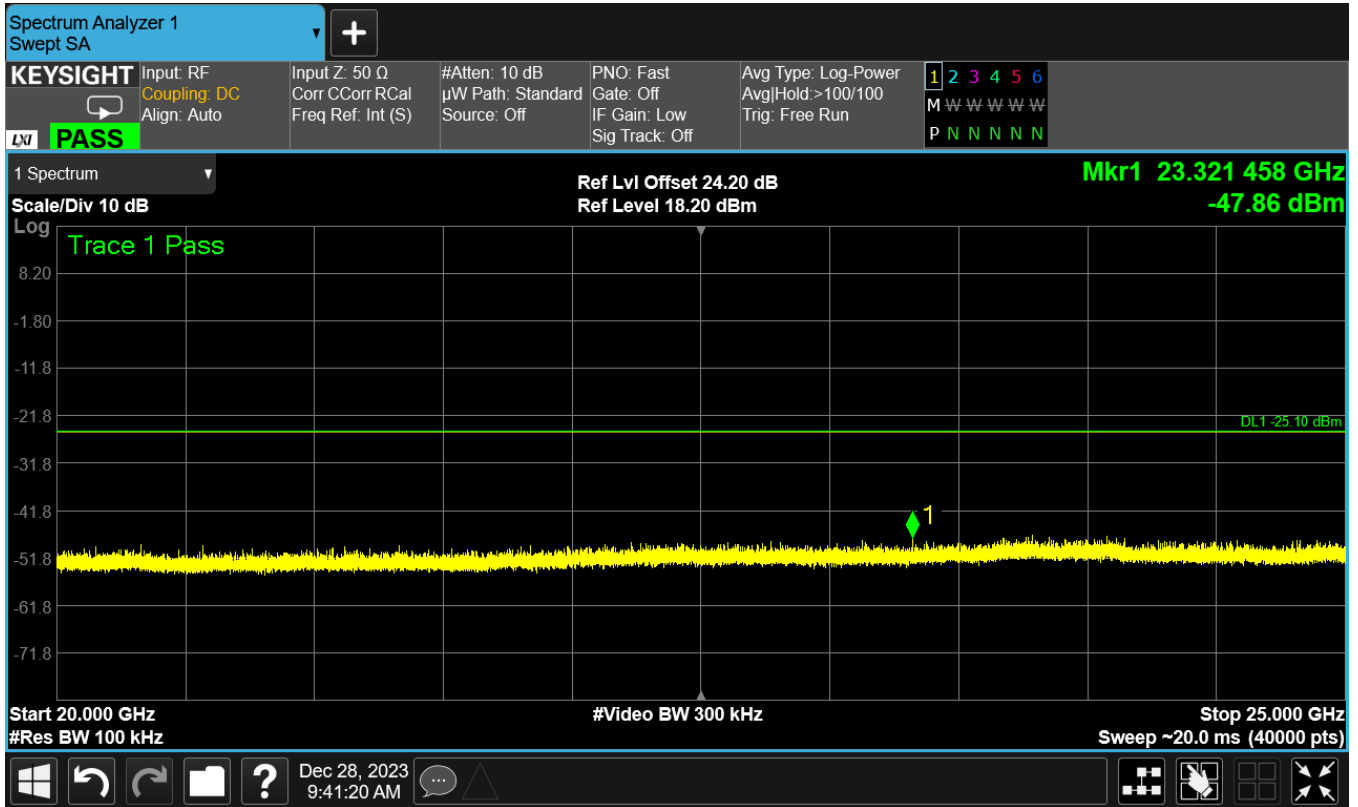 Spectrum Analyzer 1
Swept SA
KEYSIGHT
LXI PASS
Input: RF
Coupling: DC
Align: Auto
Input Z: 50 Ω
Corr CCorr RCal
Freq Ref: Int (S)
#Atten: 10 dB
µW Path: Standard
Source: Off
PNO: Fast
Gate: Off
IF Gain: Low
Sig Track: Off
Avg Type: Log-Power
Avg|Hold:>100/100
Trig: Free Run
1 2 3 4 5 6
M W W W W W
P N N N N N
1 Spectrum
Scale/Div 10 dB
Ref Lvl Offset 24.20 dB
Ref Level 18.20 dBm
Mkr1 23.321 458 GHz
-47.86 dBm
Log
Trace 1 Pass
8.20
-1.80
-11.8
-21.8
DL1 -25.10 dBm
-31.8
-41.8
1
-51.8
-61.8
-71.8
Start 20.000 GHz
#Video BW 300 kHz
Stop 25.000 GHz
#Res BW 100 kHz
Sweep ~20.0 ms (40000 pts)
?
Dec 28, 2023
9:41:20 AM